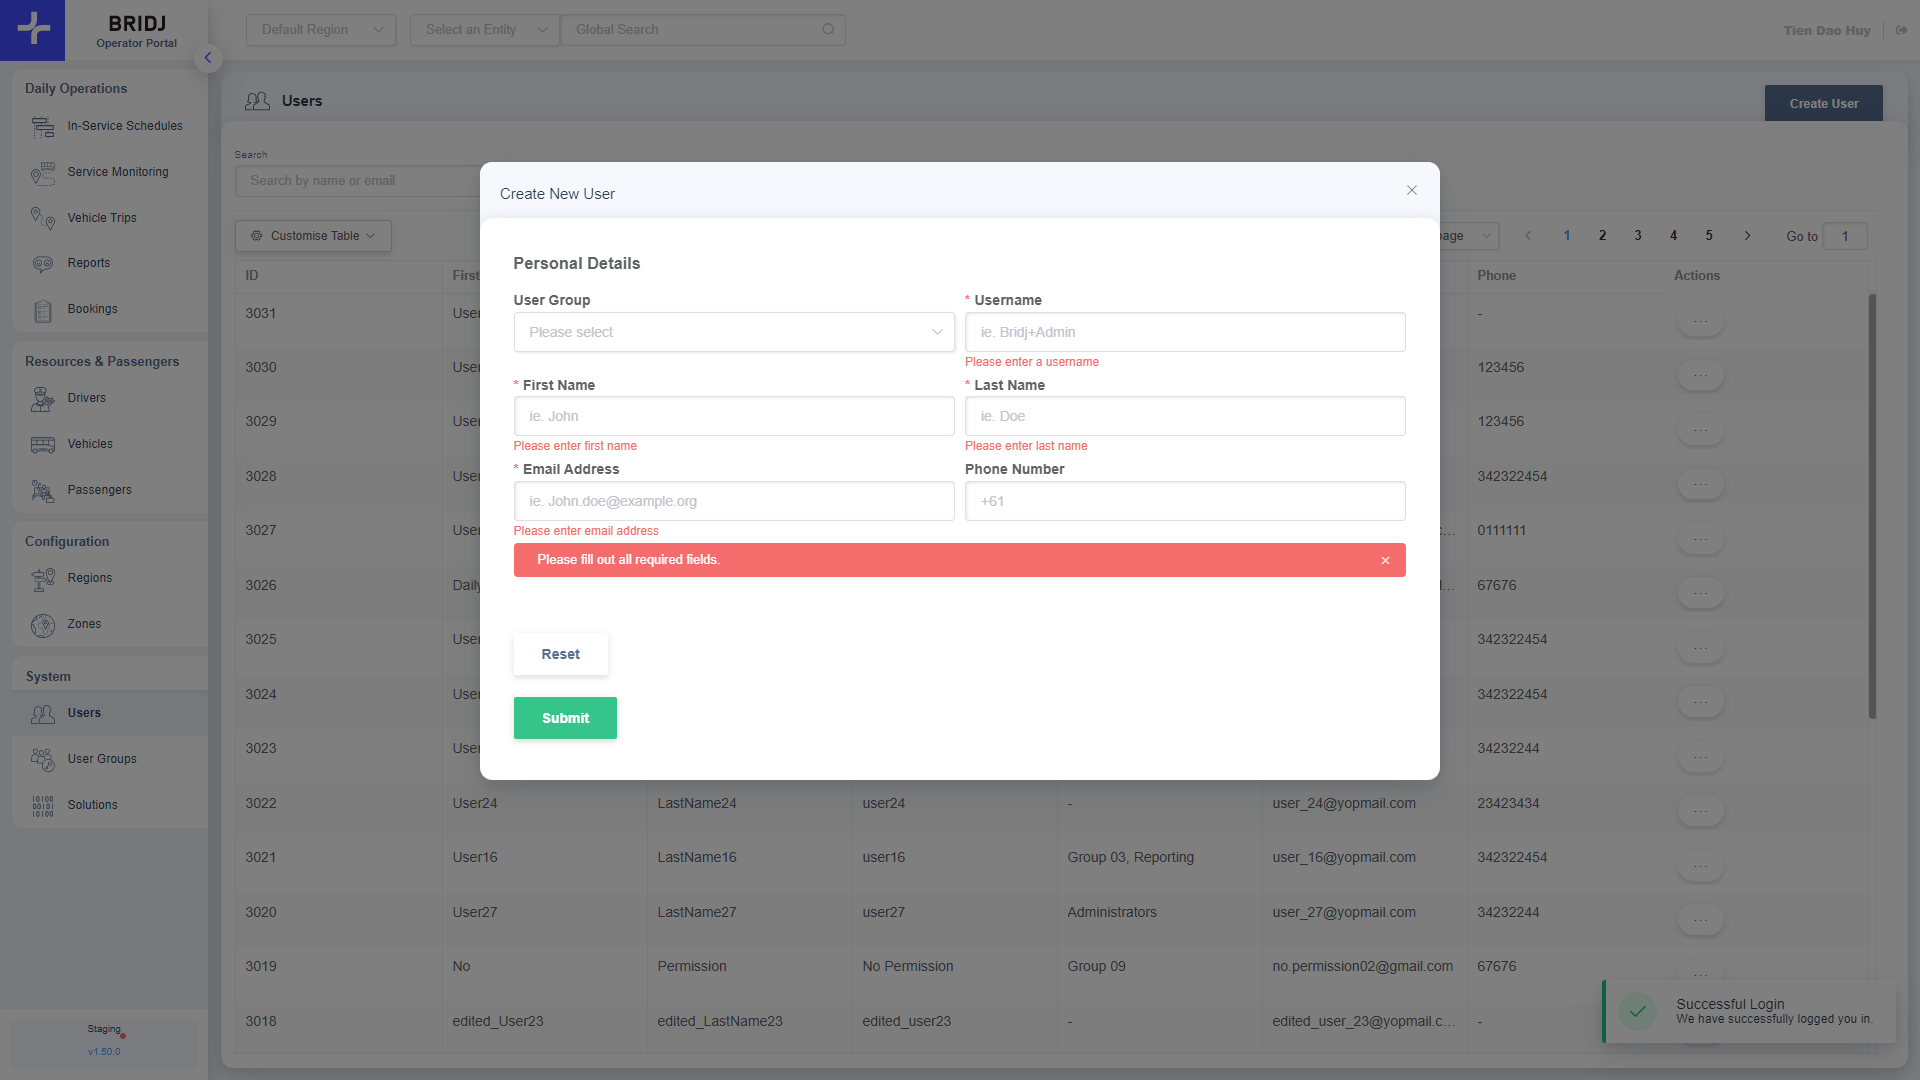 BRIDJ
Operator Portal
Default Region
Select an Entity
Global Search
Tien Dao Huy
Daily Operations
In-Service Schedules
Service Monitoring
Vehicle Trips
Reports
Bookings
Resources & Passengers
Drivers
Vehicles
Passengers
Configuration
Regions
Zones
System
Users
User Groups
Solutions
Staging
v1.50.0
Users
Create User
Search
Search by name or email
Customise Table
age
1 2 3 4 5
Go to 1
ID First Phone Actions
3031 User - ...
3030 User 123456 ...
3029 User 123456 ...
3028 User 342322454 ...
3027 User c... 0111111 ...
3026 Daily ... 67676 ...
3025 User 342322454 ...
3024 User 342322454 ...
3023 User 34232244 ...
3022 User24 LastName24 user24 - user_24@yopmail.com 23423434 ...
3021 User16 LastName16 user16 Group 03, Reporting user_16@yopmail.com 342322454 ...
3020 User27 LastName27 user27 Administrators user_27@yopmail.com 34232244 ...
3019 No Permission No Permission Group 09 no.permission02@gmail.com 67676 ...
3018 edited_User23 edited_LastName23 edited_user23 - edited_user_23@yopmail.c... -
Create New User
Personal Details
User Group
Please select
* Username
ie. Bridj+Admin
Please enter a username
* First Name
ie. John
Please enter first name
* Last Name
ie. Doe
Please enter last name
* Email Address
ie. John.doe@example.org
Please enter email address
Phone Number
+61
Please fill out all required fields.
Reset
Submit
Successful Login
We have successfully logged you in.